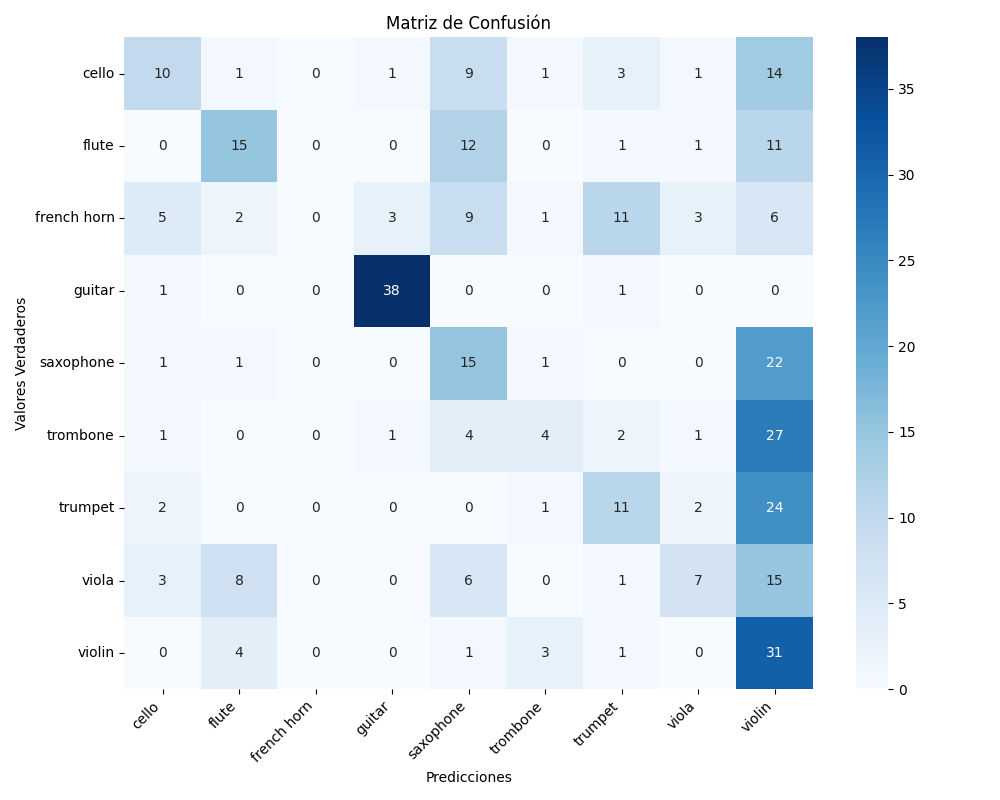 Matriz de Confusión
cello 10 1 0 1 9 1 3 1 14
flute 0 15 0 0 12 0 1 1 11
french horn 5 2 0 3 9 1 11 3 6
guitar 1 0 0 38 0 0 1 0 0
saxophone 1 1 0 0 15 1 0 0 22
trombone 1 0 0 1 4 4 2 1 27
trumpet 2 0 0 0 0 1 11 2 24
viola 3 8 0 0 6 0 1 7 15
violin 0 4 0 0 1 3 1 0 31
cello flute french horn guitar saxophone trombone trumpet viola violin
Predicciones
Valores Verdaderos
35
30
25
20
15
10
5
0